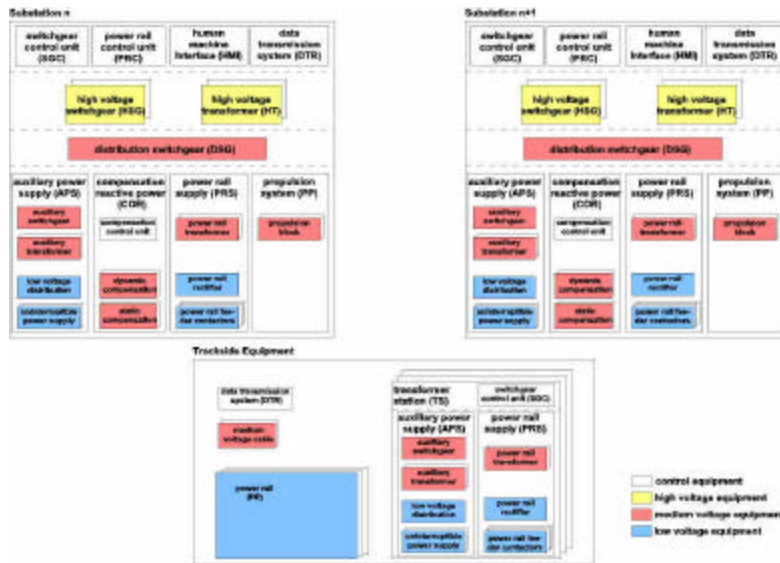 Substation n
switchgear
control unit
(SGC)
power rail
control unit
(PRC)
human
machine
Interface (HMI)
data
transmission
system (DTR)
high voltage
switchgear (HSG)
high voltage
transformer (HT)
distribution switchgear (DSG)
auxiliary power
supply (APS)
auxiliary
switchgear
auxiliary
transformer
low voltage
distribution
uninterruptible
power supply
compensation
reactive power
compensation
control unit
dynamic
compensation
static
compensation
power rail
supply (PRS)
power rail
transformer
power rail
rectifier
power rail fee-
der contactors
propulsion
system (PP)
propulsion
block
Substation n+1
switchgear
control unit
(SGC)
power rail
control unit
(PRC)
human
machine
Interface (HMI)
data
transmission
system (DTR)
high voltage
switchgear (HSG)
high voltage
transformer (HT)
distribution switchgear (DSG)
auxiliary power
supply (APS)
auxiliary
switchgear
auxiliary
transformer
low voltage
distribution
uninterruptible
power supply
compensation
reactive power
compensation
control unit
dynamic
compensation
static
compensation
power rail
supply (PRS)
power rail
transformer
power rail
rectifier
power rail fee-
der contactors
propulsion
system (PP)
propulsion
block
Trackside Equipment
data transmission
system (DTR)
medium
voltage cable
power rail
transformer
station (TS)
switchgear
control unit (SGC)
auxiliary power
supply (APS)
auxiliary
switchgear
auxiliary
transformer
low voltage
distribution
uninterruptible
power supply
power rail
supply (PRS)
power rail
transformer
power rail
rectifier
power rail fee-
der contactors
control equipment
high voltage equipment
medium voltage equipment
low voltage equipment